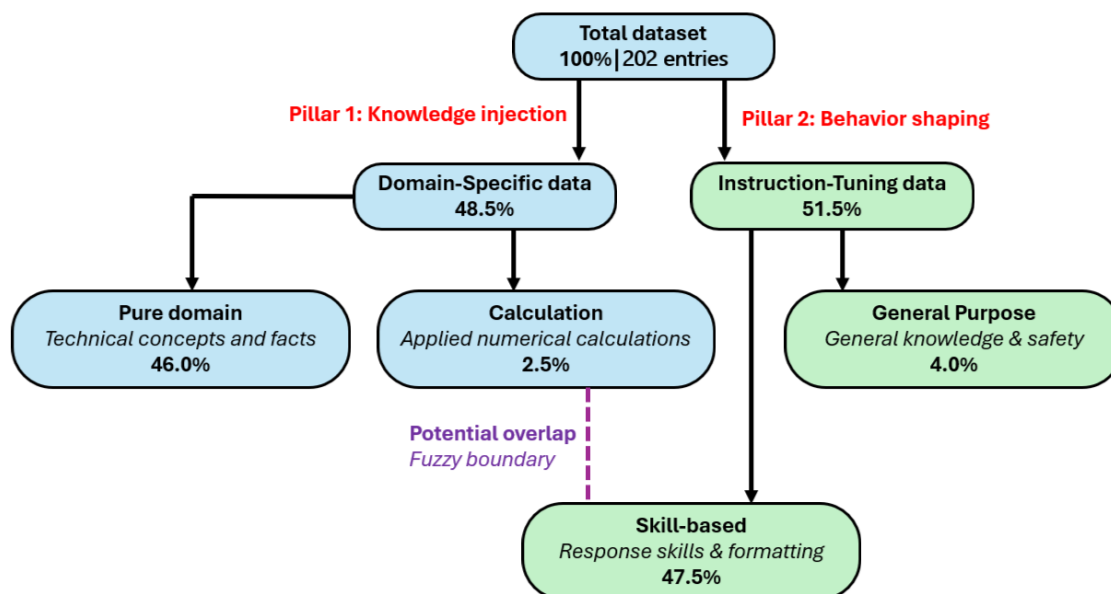 Total dataset
100%|202 entries
Pillar 1: Knowledge injection
Pillar 2: Behavior shaping
Domain-Specific data
48.5%
Instruction-Tuning data
51.5%
Pure domain
Technical concepts and facts
46.0%
Calculation
Applied numerical calculations
2.5%
General Purpose
General knowledge & safety
4.0%
Potential overlap
Fuzzy boundary
Skill-based
Response skills & formatting
47.5%